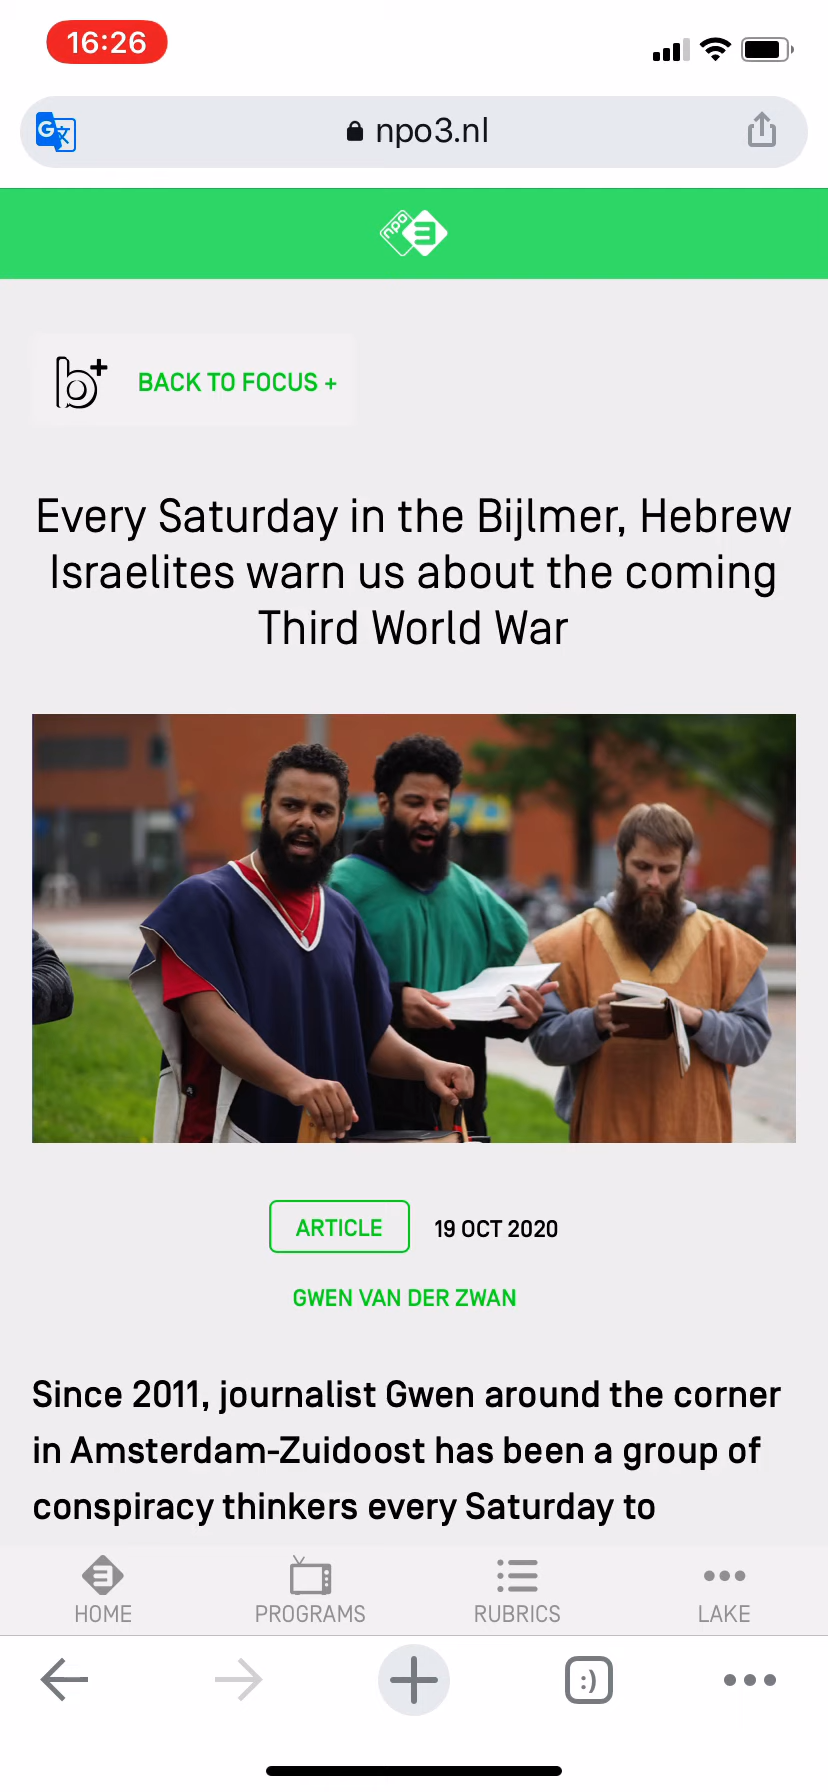 16:26
npo3.nl
npo 3
b+ BACK TO FOCUS +
Every Saturday in the Bijlmer, Hebrew
Israelites warn us about the coming
Third World War
ARTICLE 19 OCT 2020
GWEN VAN DER ZWAN
Since 2011, journalist Gwen around the corner
in Amsterdam-Zuidoost has been a group of
conspiracy thinkers every Saturday to
HOME PROGRAMS RUBRICS LAKE
:)